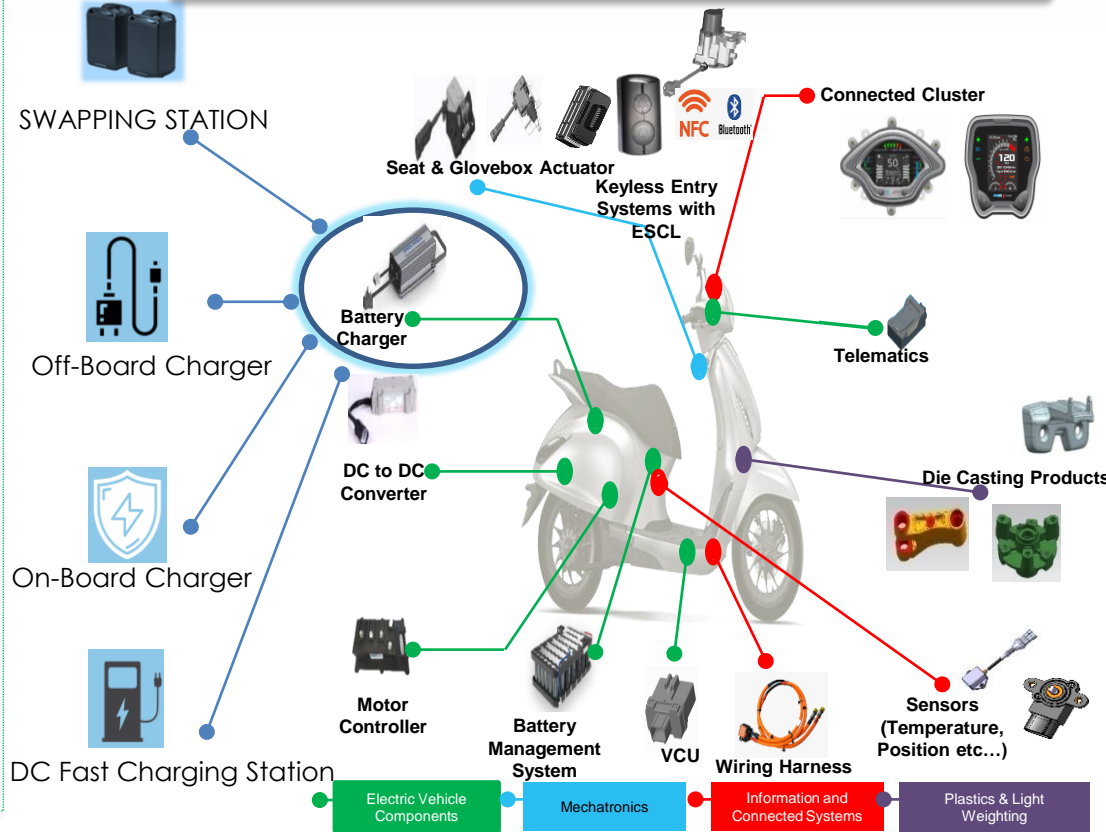 SWAPPING STATION
Off-Board Charger
On-Board Charger
DC Fast Charging Station
Battery
Charger
DC to DC
Converter
Motor
Controller
Battery
Management
System
VCU
Wiring Harness
Sensors
(Temperature,
Position etc…)
Die Casting Products
Telematics
Connected Cluster
50
120
NFC
Bluetooth
Seat & Glovebox Actuator
Keyless Entry
Systems with
ESCL
Electric Vehicle
Components
Mechatronics
Information and
Connected Systems
Plastics & Light
Weighting